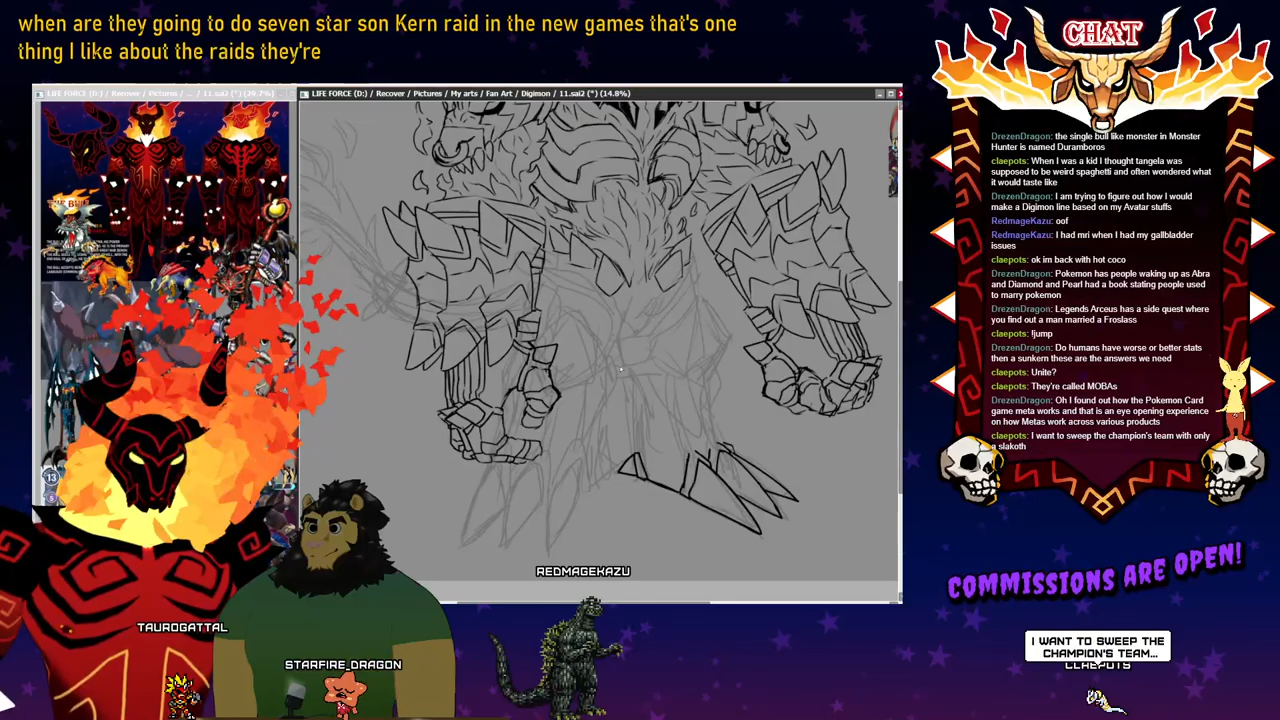 when are they going to do seven star son Kern raid in the new games that's one
thing I like about the raids they're
CHAT
LIFE FORCE (D:) / Recover / Pictures / My arts / Fan Art / Digimon / 11.sai2 (*) (14.8%)
DrezenDragon: the single bull like monster in Monster
Hunter is named Duramboros
claepots: When I was a kid I thought tangela was
supposed to be weird spaghetti and often wondered what
it would taste like
DrezenDragon: I am trying to figure out how I would
make a Digimon line based on my Avatar stuffs
RedmageKazu: oof
RedmageKazu: I had mri when I had my gallbladder
issues
claepots: ok im back with hot coco
DrezenDragon: Pokemon has people waking up as Abra
and Diamond and Pearl had a book stating people used
to marry pokemon
DrezenDragon: Legends Arceus has a side quest where
you find out a man married a Froslass
claepots: !jump
DrezenDragon: Do humans have worse or better stats
then a sunkern these are the answers we need
claepots: Unite?
claepots: They're called MOBAs
DrezenDragon: Oh I found out how the Pokemon Card
game meta works and that is an eye opening experience
on how Metas work across various products
claepots: I want to sweep the champion's team with only
a slakoth
COMMISSIONS ARE OPEN!
REDMAGEKAZU
TAUROGATTAL
STARFIRE_DRAGON
I WANT TO SWEEP THE
CHAMPION'S TEAM...
CLAEPOTS